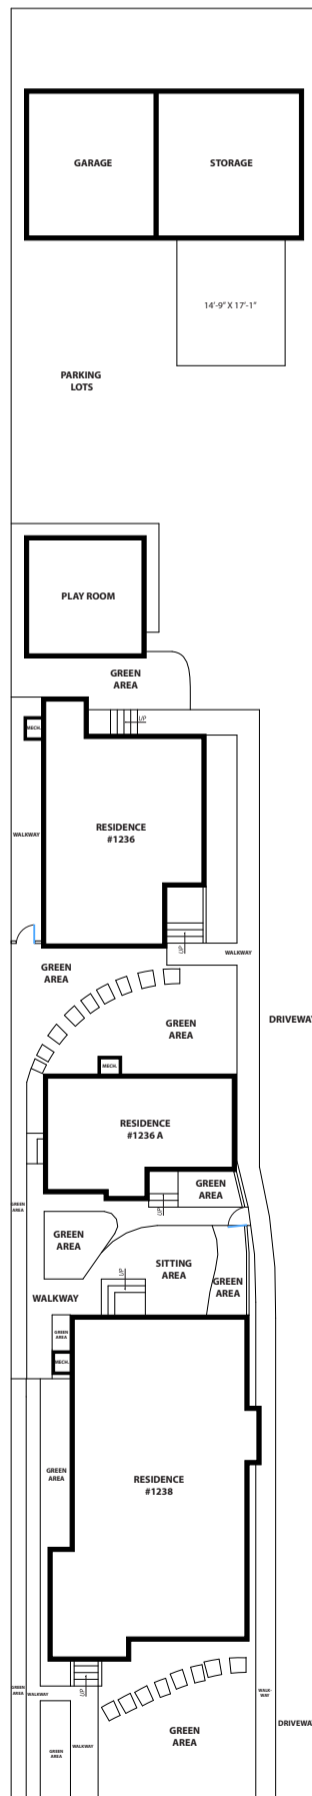 GARAGE
STORAGE
14'-9" X 17'-1"
PARKING
LOTS
PLAY ROOM
GREEN
AREA
UP
MECH.
RESIDENCE
#1236
WALKWAY
UP
WALKWAY
GREEN
AREA
GREEN
AREA
DRIVEWAY
MECH.
RESIDENCE
#1236 A
GREEN
AREA
GREEN
AREA
UP
GREEN
AREA
SITTING
AREA
UP
GREEN
AREA
WALKWAY
GREEN
AREA
MECH.
GREEN
AREA
RESIDENCE
#1238
GREEN
AREA
WALKWAY
UP
WALK-
WAY
DRIVEWAY
GREEN
AREA
WALKWAY
GREEN
AREA